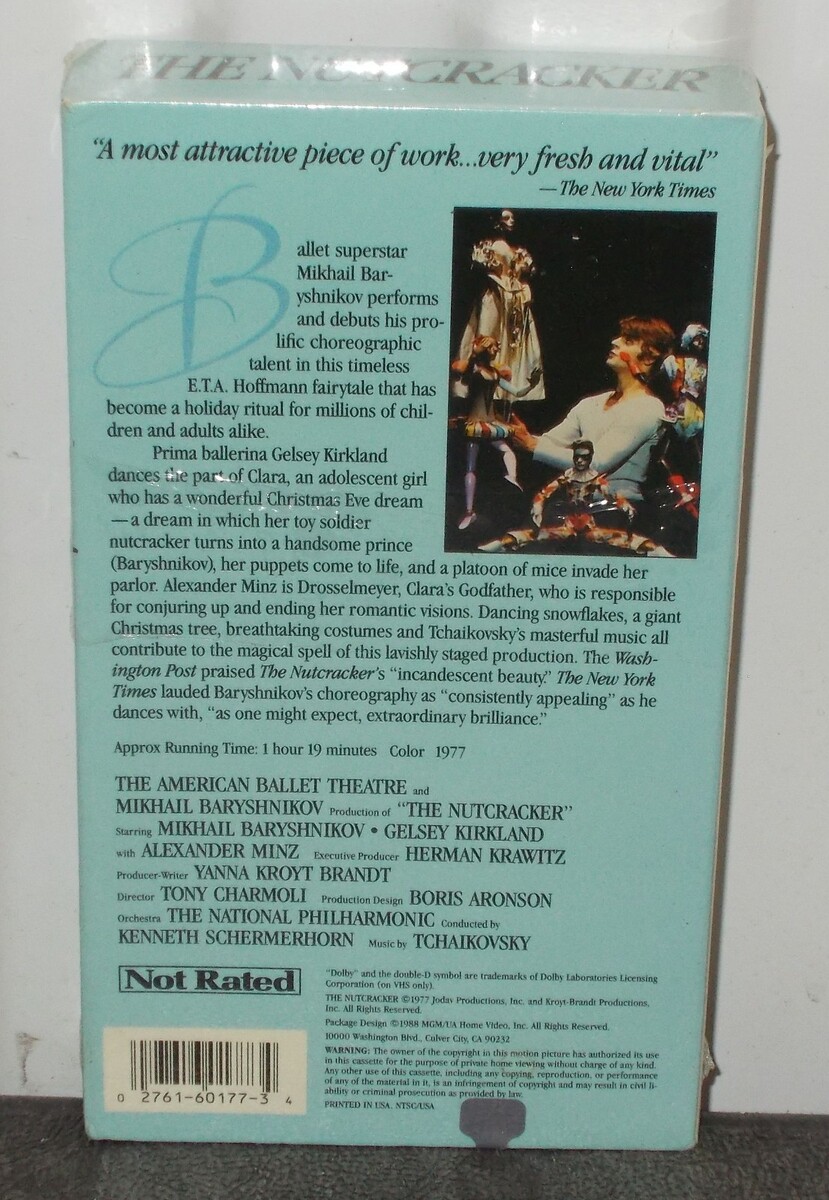 THE NUTCRACKER
“A most attractive piece of work...very fresh and vital”
— The New York Times
Ballet superstar
Mikhail Bar-
yshnikov performs
and debuts his pro-
lific choreographic
talent in this timeless
E.T.A. Hoffmann fairytale that has
become a holiday ritual for millions of chil-
dren and adults alike.
Prima ballerina Gelsey Kirkland
dances the part of Clara, an adolescent girl
who has a wonderful Christmas Eve dream
—a dream in which her toy soldier
nutcracker turns into a handsome prince
(Baryshnikov), her puppets come to life, and a platoon of mice invade her
parlor. Alexander Minz is Drosselmeyer, Clara’s Godfather, who is responsible
for conjuring up and ending her romantic visions. Dancing snowflakes, a giant
Christmas tree, breathtaking costumes and Tchaikovsky’s masterful music all
contribute to the magical spell of this lavishly staged production. The Wash-
ington Post praised The Nutcracker’s “incandescent beauty.” The New York
Times lauded Baryshnikov’s choreography as “consistently appealing” as he
dances with, “as one might expect, extraordinary brilliance.”
Approx Running Time: 1 hour 19 minutes Color 1977
THE AMERICAN BALLET THEATRE and
MIKHAIL BARYSHNIKOV Production of “THE NUTCRACKER”
Starring MIKHAIL BARYSHNIKOV • GELSEY KIRKLAND
with ALEXANDER MINZ Executive Producer HERMAN KRAWITZ
Producer-Writer YANNA KROYT BRANDT
Director TONY CHARMOLI Production Design BORIS ARONSON
Orchestra THE NATIONAL PHILHARMONIC Conducted by
KENNETH SCHERMERHORN Music by TCHAIKOVSKY
Not Rated
"Dolby" and the double-D symbol are trademarks of Dolby Laboratories Licensing
Corporation (on VHS only).
THE NUTCRACKER ©1977 Jodav Productions, Inc. and Kroyt-Brandt Productions,
Inc. All Rights Reserved.
Package Design ©1988 MGM/UA Home Video, Inc. All Rights Reserved.
10000 Washington Blvd., Culver City, CA 90232
WARNING: The owner of the copyright in this motion picture has authorized its use
in this cassette for the purpose of private home viewing without charge of any kind.
Any other use of this cassette, including any copying, reproduction, or performance
of any of the material in it, is an infringement of copyright and may result in civil li-
ability or criminal prosecution as provided by law.
PRINTED IN USA. NTSC/USA
0 2761-60177-3 4